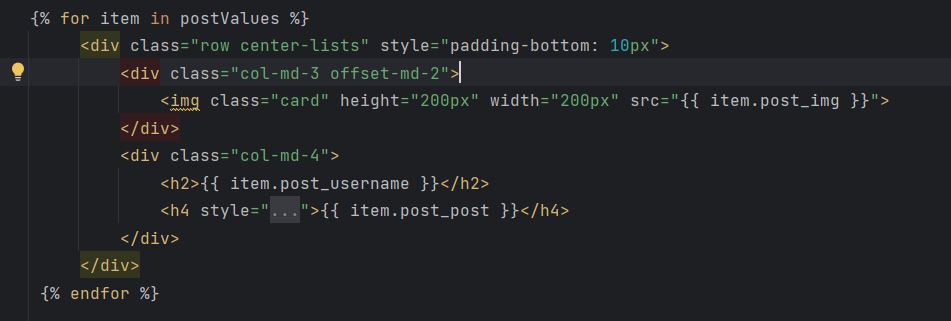 {% for item in postValues %}
<div class="row center-lists" style="padding-bottom: 10px">
<div class="col-md-3 offset-md-2">
<img class="card" height="200px" width="200px" src="{{ item.post_img }}">
</div>
<div class="col-md-4">
<h2>{{ item.post_username }}</h2>
<h4 style="...">{{ item.post_post }}</h4>
</div>
</div>
{% endfor %}